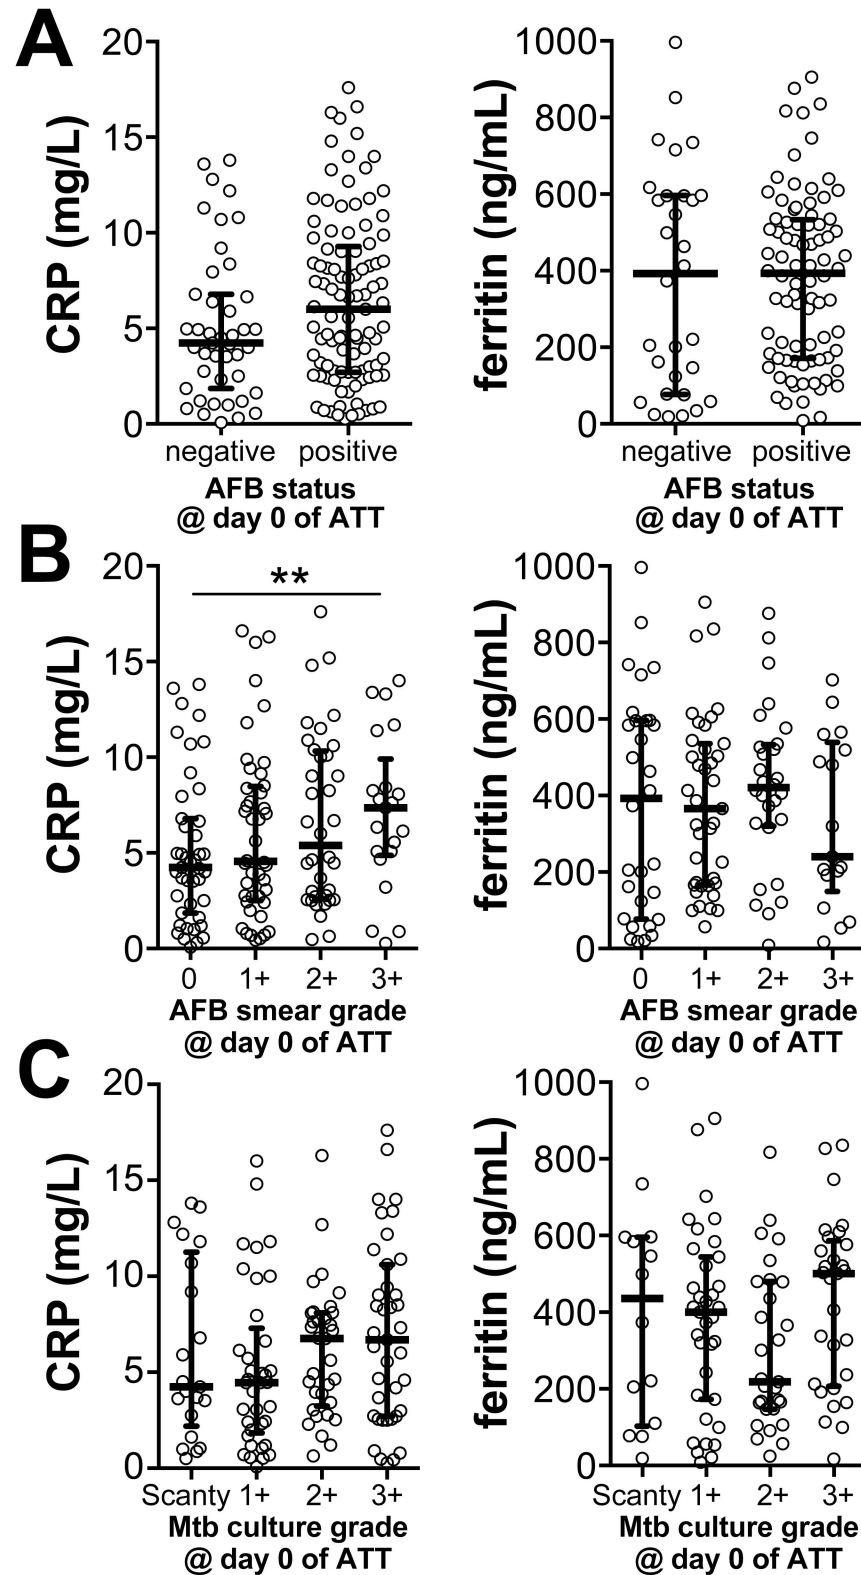 A
CRP (mg/L)
20
15
10
5
0
negative positive
AFB status
@ day 0 of ATT
ferritin (ng/mL)
1000
800
600
400
200
0
negative positive
AFB status
@ day 0 of ATT
B
CRP (mg/L)
20
15
10
5
0
**
0 1+ 2+ 3+
AFB smear grade
@ day 0 of ATT
ferritin (ng/mL)
1000
800
600
400
200
0
0 1+ 2+ 3+
AFB smear grade
@ day 0 of ATT
C
CRP (mg/L)
20
15
10
5
0
Scanty 1+ 2+ 3+
Mtb culture grade
@ day 0 of ATT
ferritin (ng/mL)
1000
800
600
400
200
0
Scanty 1+ 2+ 3+
Mtb culture grade
@ day 0 of ATT